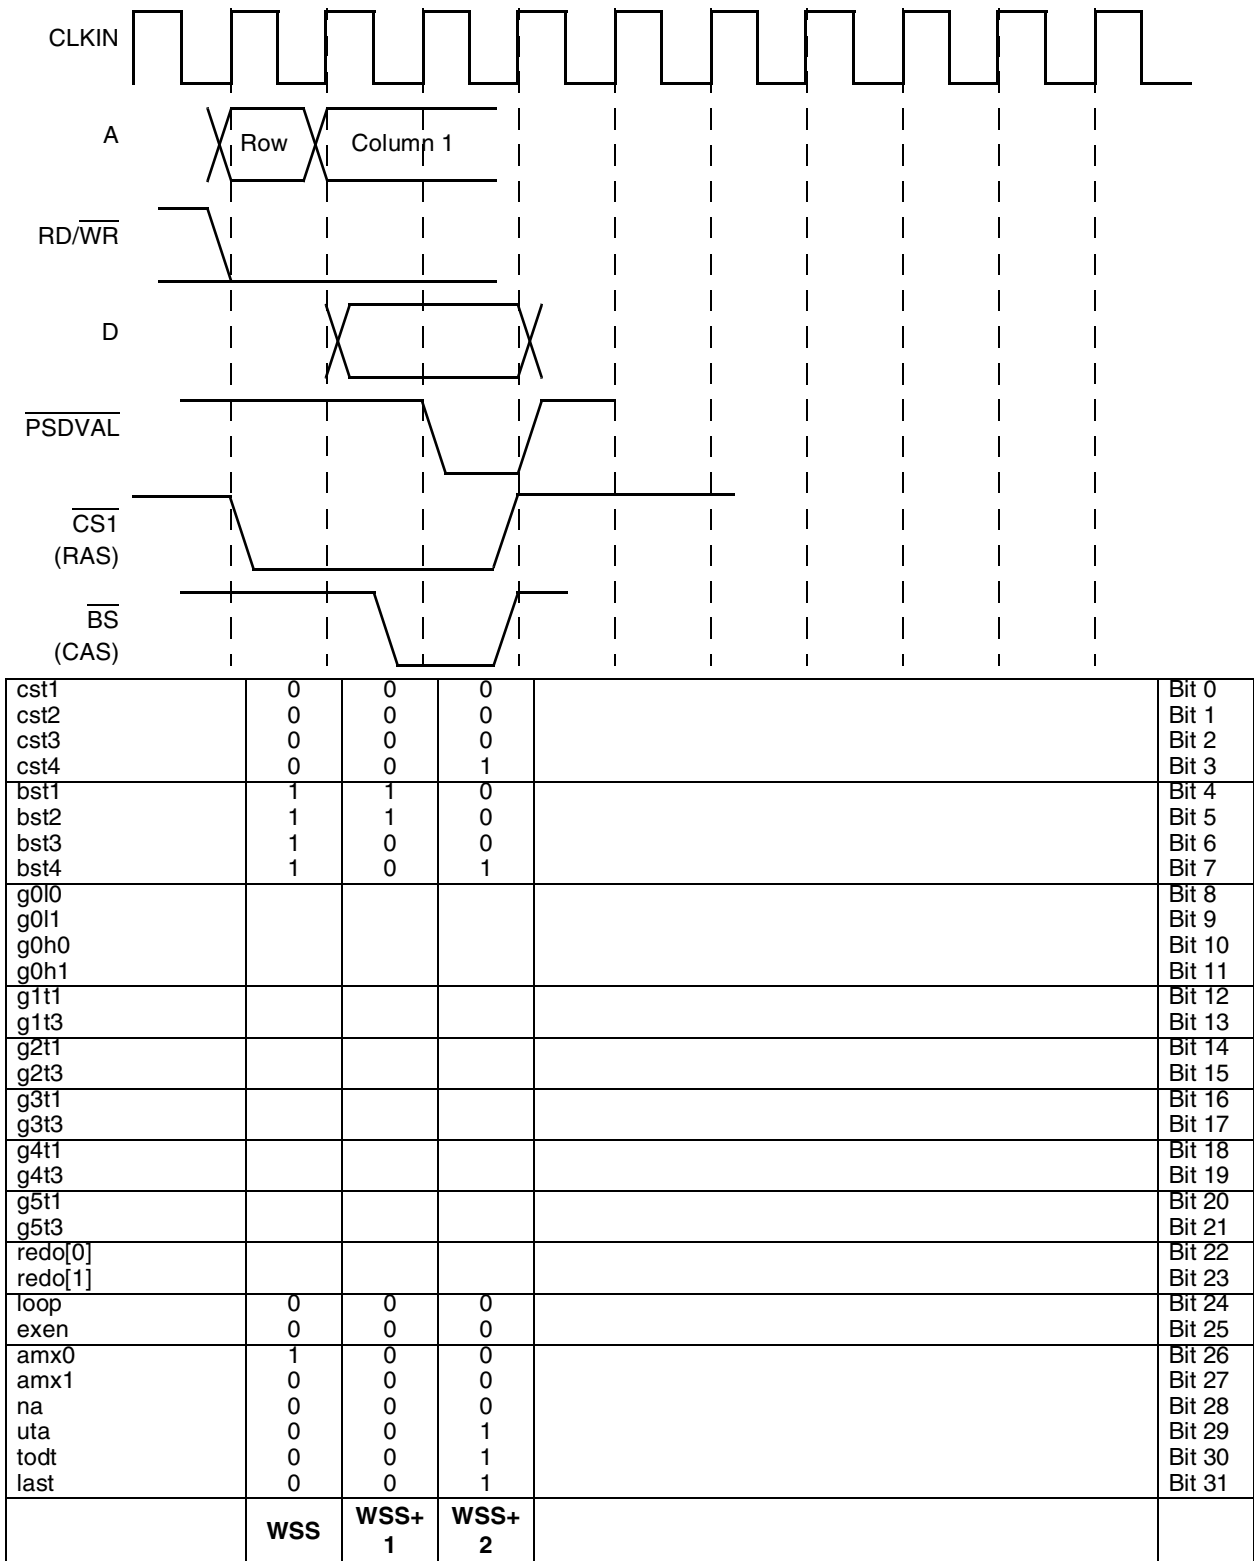 CLKIN
A
Row
Column 1
RD/WR
D
PSDVAL
CS1
(RAS)
BS
(CAS)
cst1 0 0 0 Bit 0
cst2 0 0 0 Bit 1
cst3 0 0 0 Bit 2
cst4 0 0 1 Bit 3
bst1 1 1 0 Bit 4
bst2 1 1 0 Bit 5
bst3 1 0 0 Bit 6
bst4 1 0 1 Bit 7
g0l0 Bit 8
g0l1 Bit 9
g0h0 Bit 10
g0h1 Bit 11
g1t1 Bit 12
g1t3 Bit 13
g2t1 Bit 14
g2t3 Bit 15
g3t1 Bit 16
g3t3 Bit 17
g4t1 Bit 18
g4t3 Bit 19
g5t1 Bit 20
g5t3 Bit 21
redo[0] Bit 22
redo[1] Bit 23
loop 0 0 0 Bit 24
exen 0 0 0 Bit 25
amx0 1 0 0 Bit 26
amx1 0 0 0 Bit 27
na 0 0 0 Bit 28
uta 0 0 1 Bit 29
todt 0 0 1 Bit 30
last 0 0 1 Bit 31
WSS WSS+ WSS+
1 2